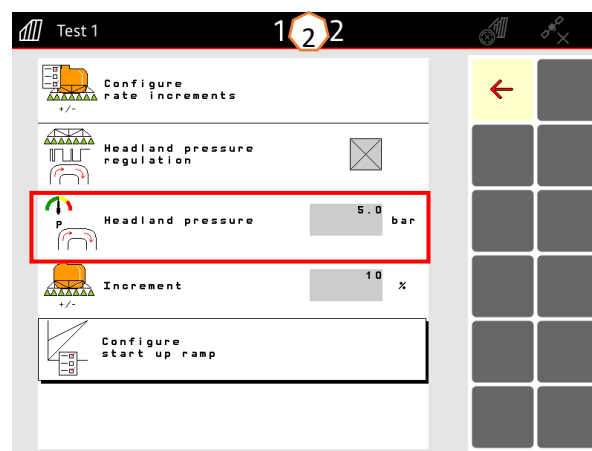 Test 1
1 2 2
Configure
rate increments
+/-
Headland pressure
regulation
P
Headland pressure
5.0
bar
Increment
10
%
+/-
Configure
start up ramp